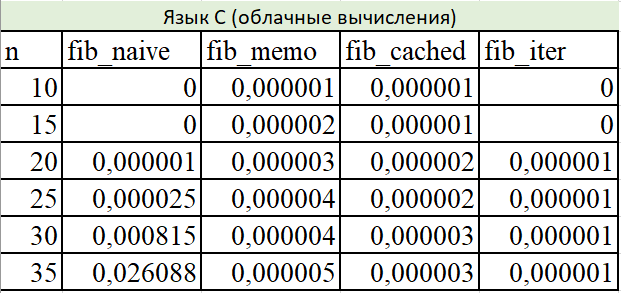 Язык C (облачные вычисления)
n fib_naive fib_memo fib_cached fib_iter
10 0 0,000001 0,000001 0
15 0 0,000002 0,000001 0
20 0,000001 0,000003 0,000002 0,000001
25 0,000025 0,000004 0,000002 0,000001
30 0,000815 0,000004 0,000003 0,000001
35 0,026088 0,000005 0,000003 0,000001